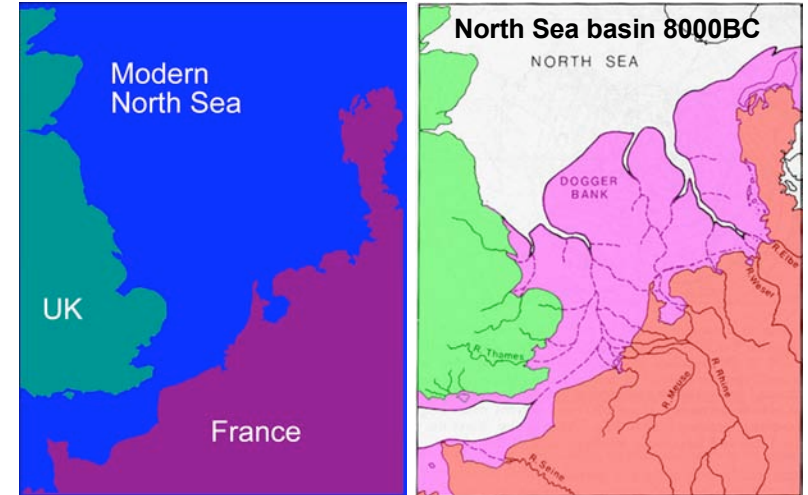 Modern
North Sea
UK
France
North Sea basin 8000BC
NORTH SEA
DOGGER
BANK
R.Elbe
R.Weser
R.Thames
R.Rhine
R.Meuse
R.Seine